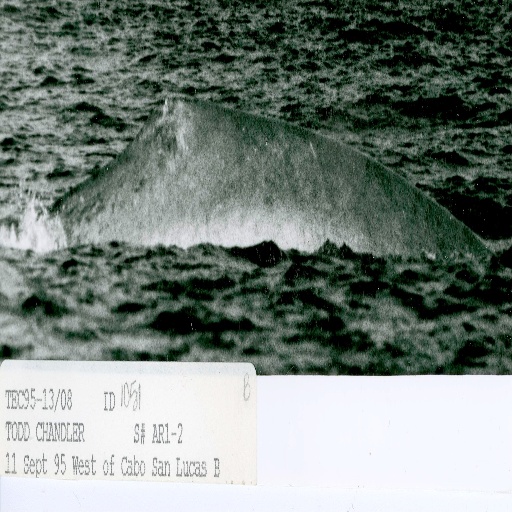 TEC95-13/08 ID 1051 B
TODD CHANDLER S# AR1-2
11 Sept 95 West of Cabo San Lucas B